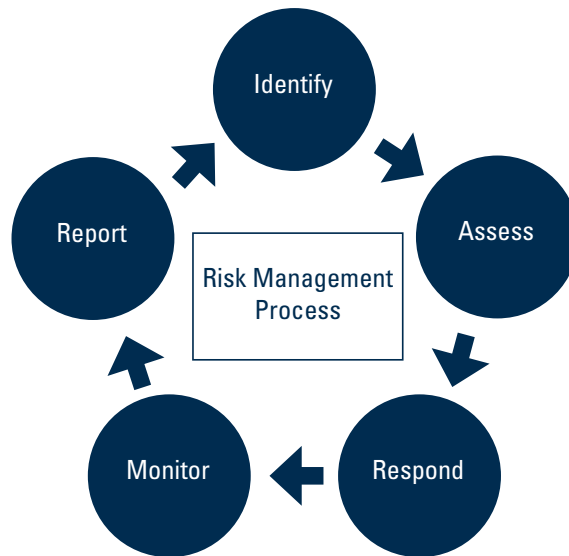 Identify
Assess
Respond
Monitor
Report
Risk Management
Process